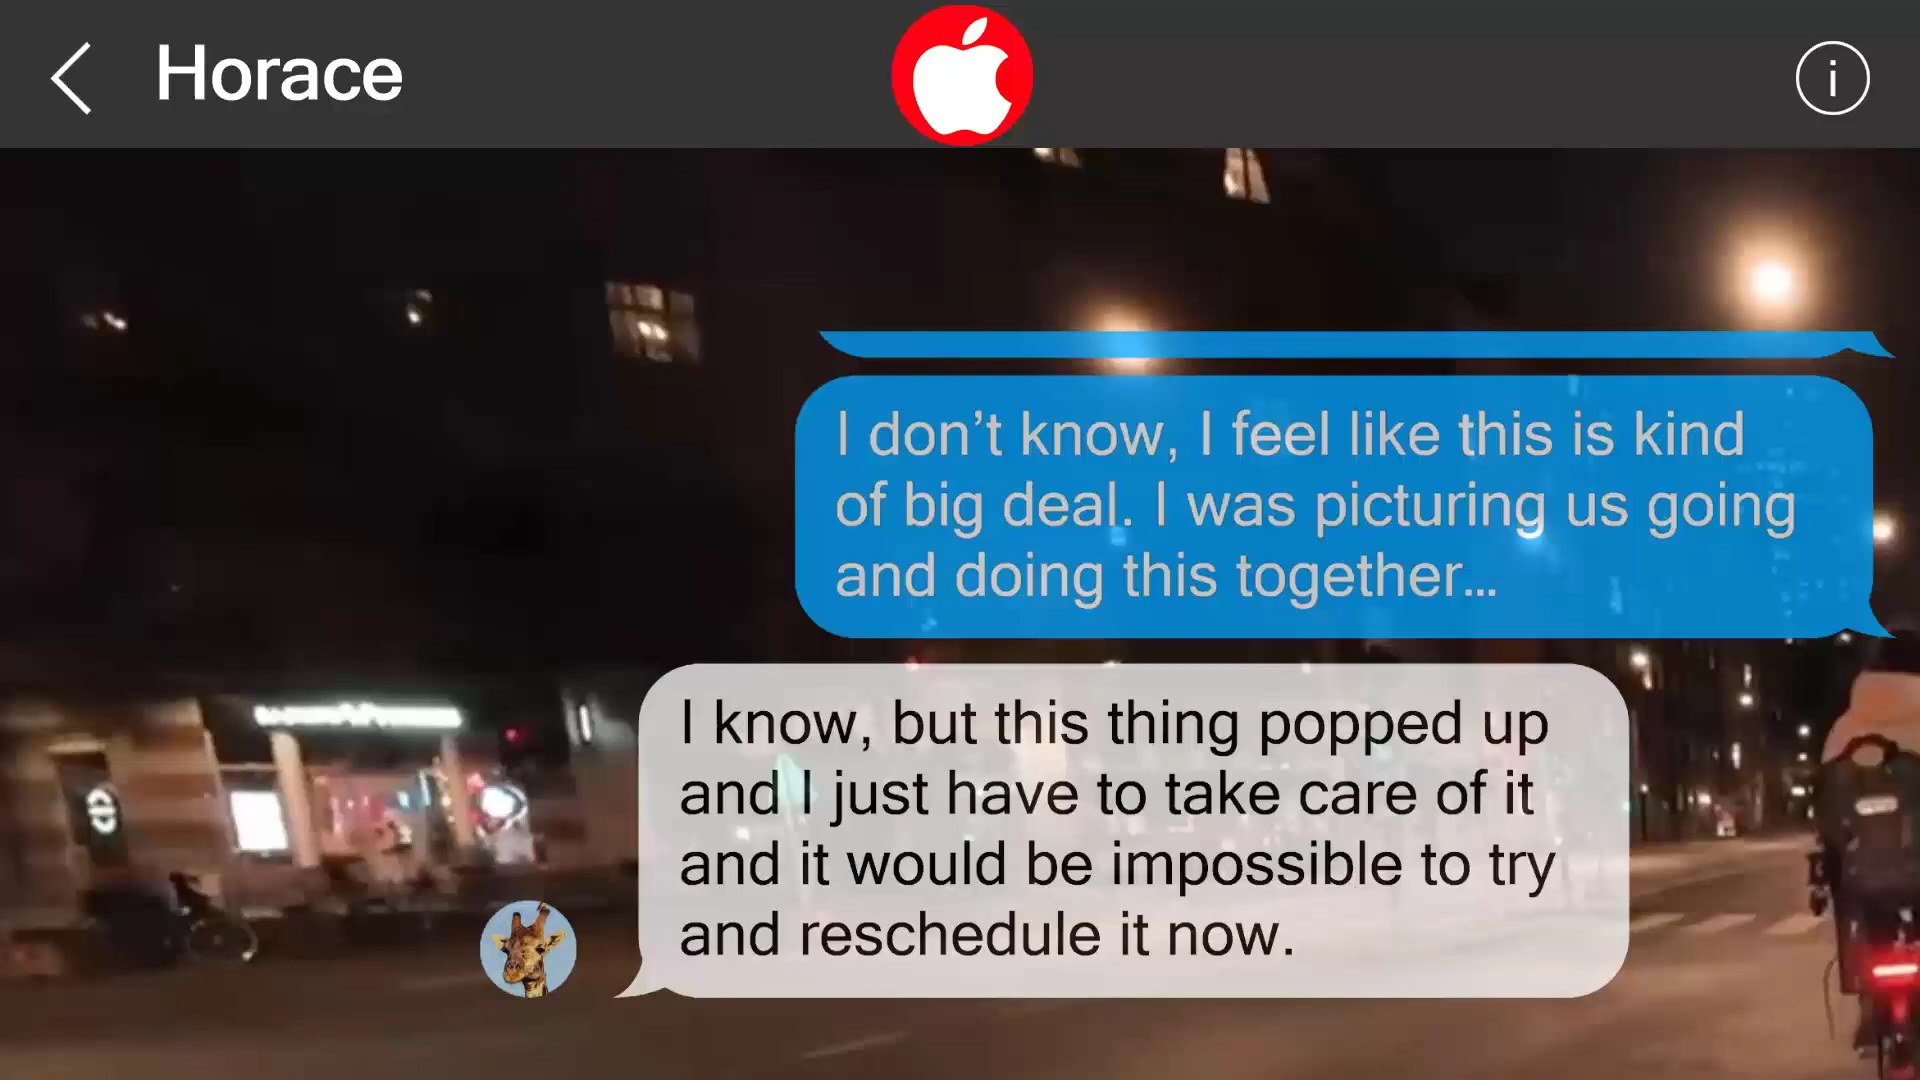 Horace
I don’t know, I feel like this is kind
of big deal. I was picturing us going
and doing this together...
I know, but this thing popped up
and I just have to take care of it
and it would be impossible to try
and reschedule it now.